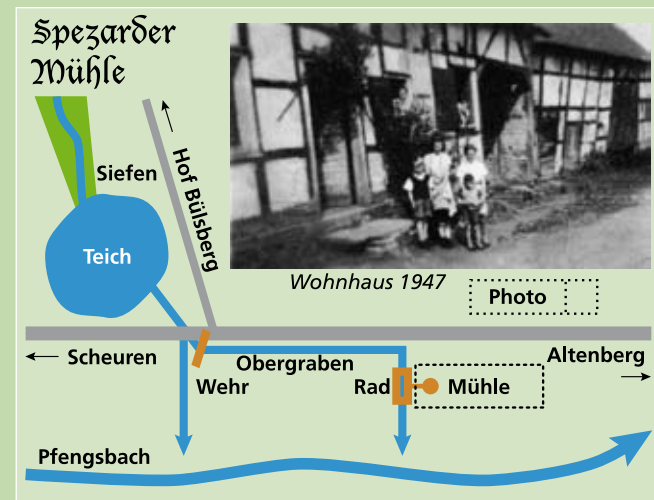 Spezarder
Mühle
Siefen
Hof Bülsberg
Teich
Wohnhaus 1947
Photo
Scheuren
Obergraben
Altenberg
Wehr
Rad
Mühle
Pfengsbach